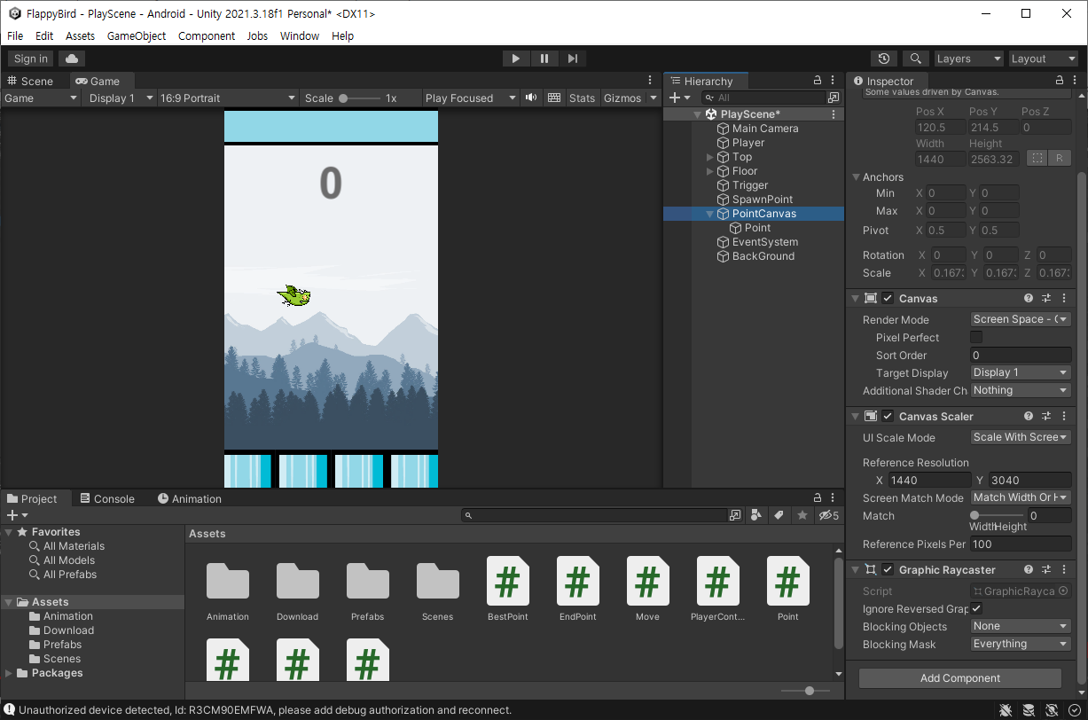 FlappyBird - PlayScene - Android - Unity 2021.3.18f1 Personal* <DX11>
File Edit Assets GameObject Component Jobs Window Help
Sign in
Layers Layout
Scene Game
Game Display 1 16:9 Portrait Scale 1x Play Focused Stats Gizmos
0
Hierarchy
All
PlayScene*
Main Camera
Player
Top
Floor
Trigger
SpawnPoint
PointCanvas
Point
EventSystem
BackGround
Inspector
Some values driven by Canvas.
Pos X Pos Y Pos Z
120.5 214.5 0
Width Height
1440 2563.32 R
Anchors
Min X 0 Y 0
Max X 0 Y 0
Pivot X 0.5 Y 0.5
Rotation X 0 Y 0 Z 0
Scale X 0.167 Y 0.167 Z 0.167
Canvas
Render Mode Screen Space - 
Pixel Perfect
Sort Order 0
Target Display Display 1
Additional Shader Ch Nothing
Canvas Scaler
UI Scale Mode Scale With Scree
Reference Resolution
X 1440 Y 3040
Screen Match Mode Match Width Or H
Match 0
Width Height
Reference Pixels Per 100
Graphic Raycaster
Script GraphicRayca
Ignore Reversed Grap
Blocking Objects None
Blocking Mask Everything
Add Component
Project Console Animation
5
Favorites
All Materials
All Models
All Prefabs
Assets
Animation
Download
Prefabs
Scenes
Packages
Assets
Animation Download Prefabs Scenes BestPoint EndPoint Move PlayerCont... Point
Unauthorized device detected, Id: R3CM90EMFWA, please add debug authorization and reconnect.